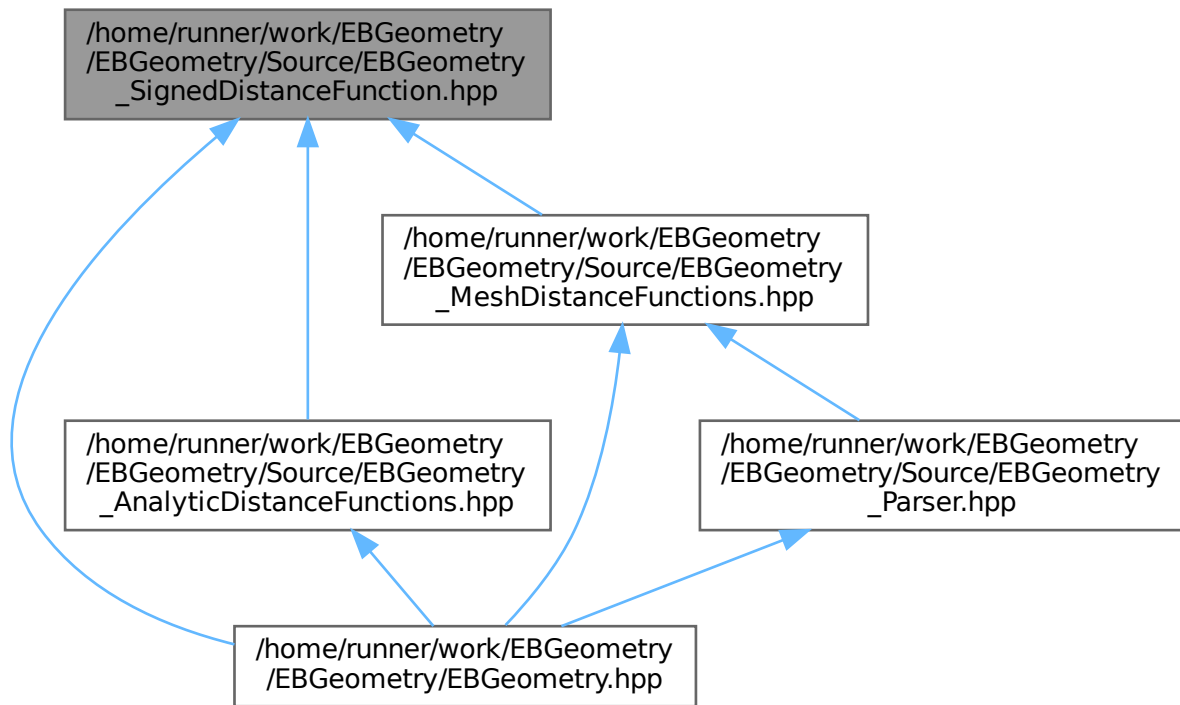 /home/runner/work/EBGeometry
/EBGeometry/Source/EBGeometry
_SignedDistanceFunction.hpp
/home/runner/work/EBGeometry
/EBGeometry/Source/EBGeometry
_MeshDistanceFunctions.hpp
/home/runner/work/EBGeometry
/EBGeometry/Source/EBGeometry
_AnalyticDistanceFunctions.hpp
/home/runner/work/EBGeometry
/EBGeometry/Source/EBGeometry
_Parser.hpp
/home/runner/work/EBGeometry
/EBGeometry/EBGeometry.hpp